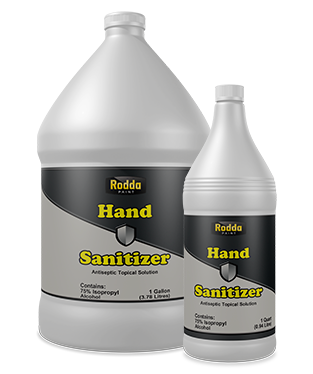 Rodda
PAINT
Hand
Sanitizer
Antiseptic Topical Solution
Contains:
75% Isopropyl
Alcohol
1 Gallon
(3.78 Litres)
Rodda
PAINT
Hand
Sanitizer
Antiseptic Topical Solution
Contains:
75% Isopropyl
Alcohol
1 Quart
(0.94 Liter)